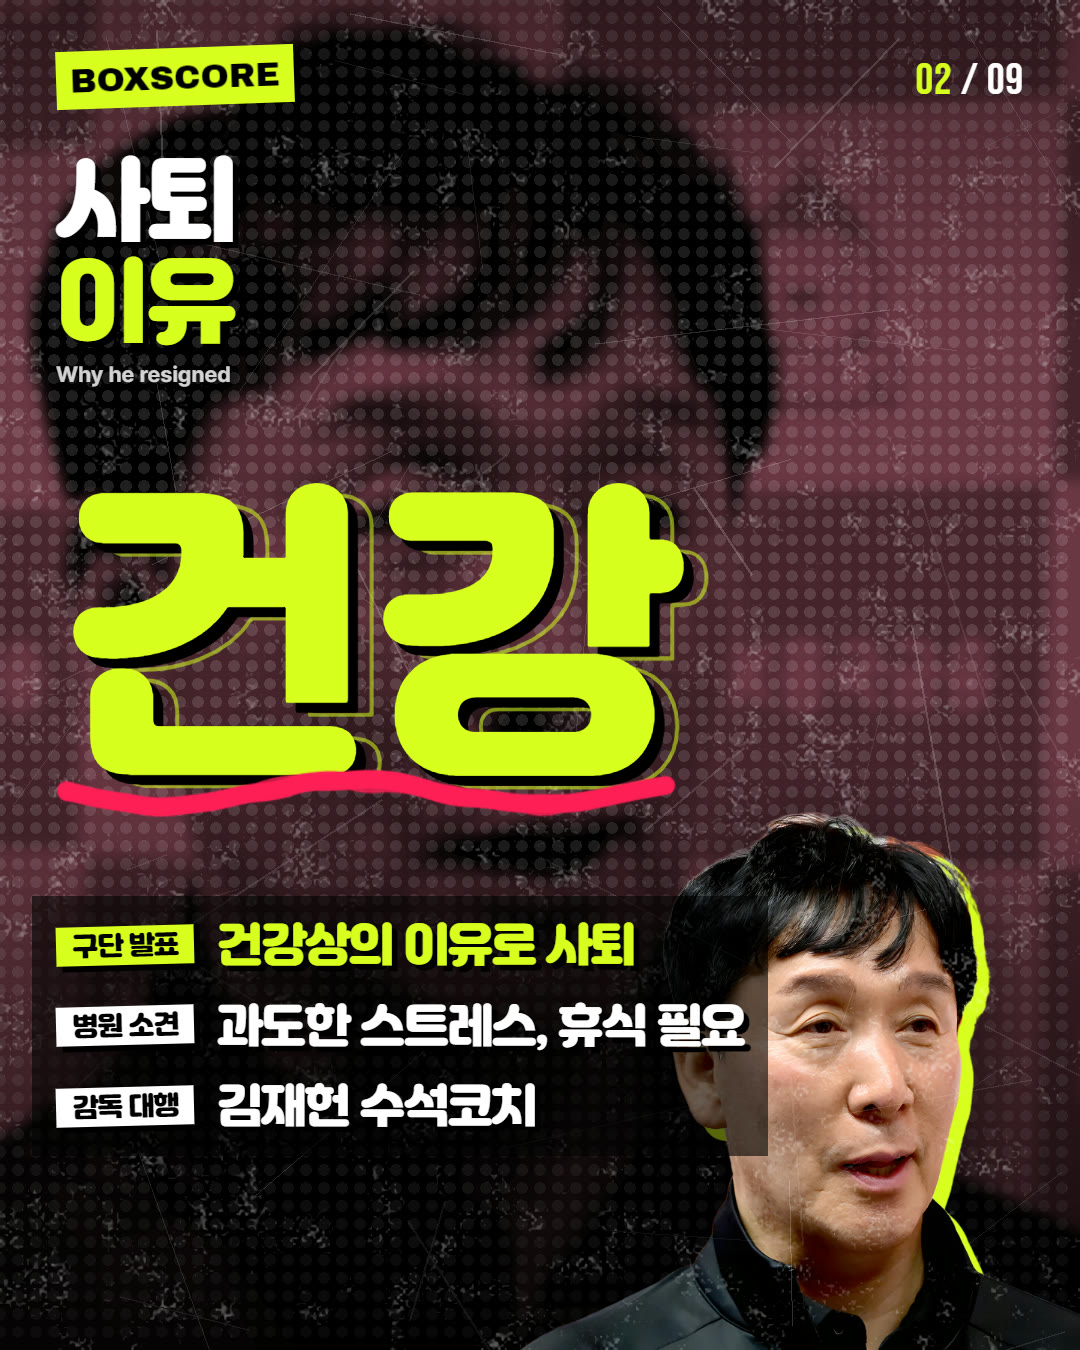 BOXSCORE
02 / 09
사퇴
이유
Why he resigned
건강
구단 발표 건강상의 이유로 사퇴
병원 소견 과도한 스트레스, 휴식 필요
감독 대행 김재헌 수석코치